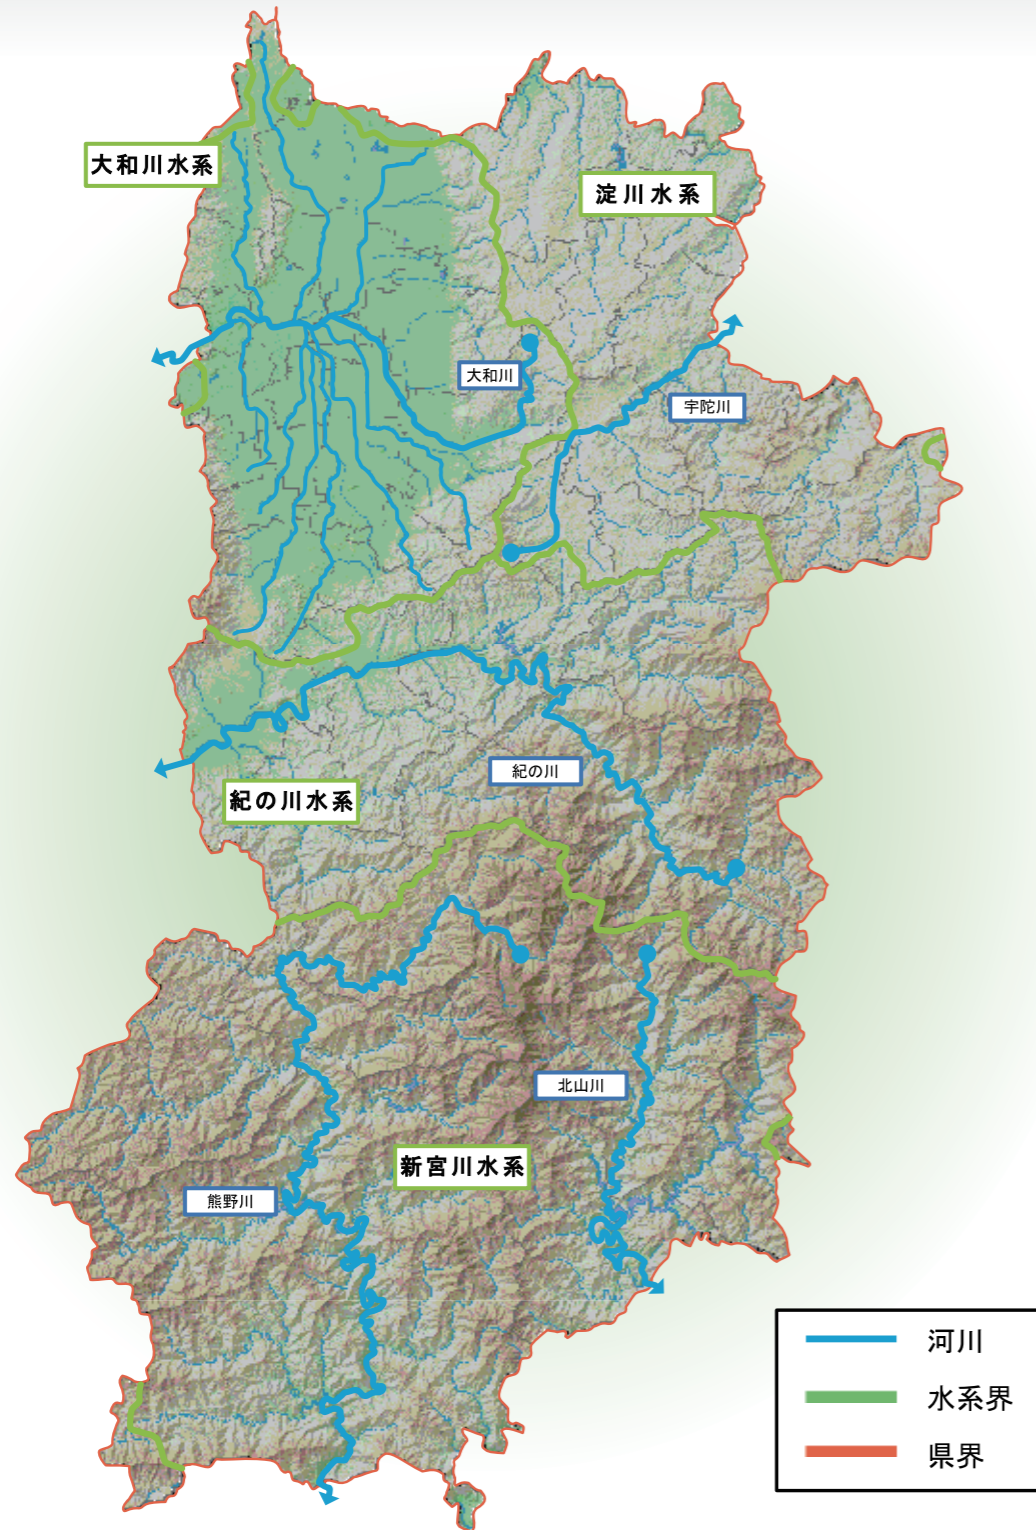 大和川水系
淀川水系
大和川
宇陀川
紀の川
紀の川水系
北山川
新宮川水系
熊野川
河川
水系界
県界